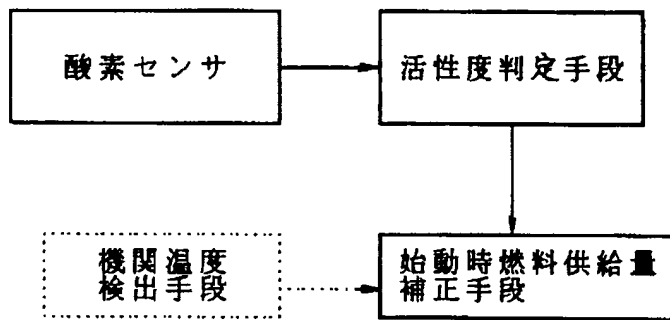 酸素センサ
活性度判定手段
機関温度
検出手段
始動時燃料供給量
補正手段